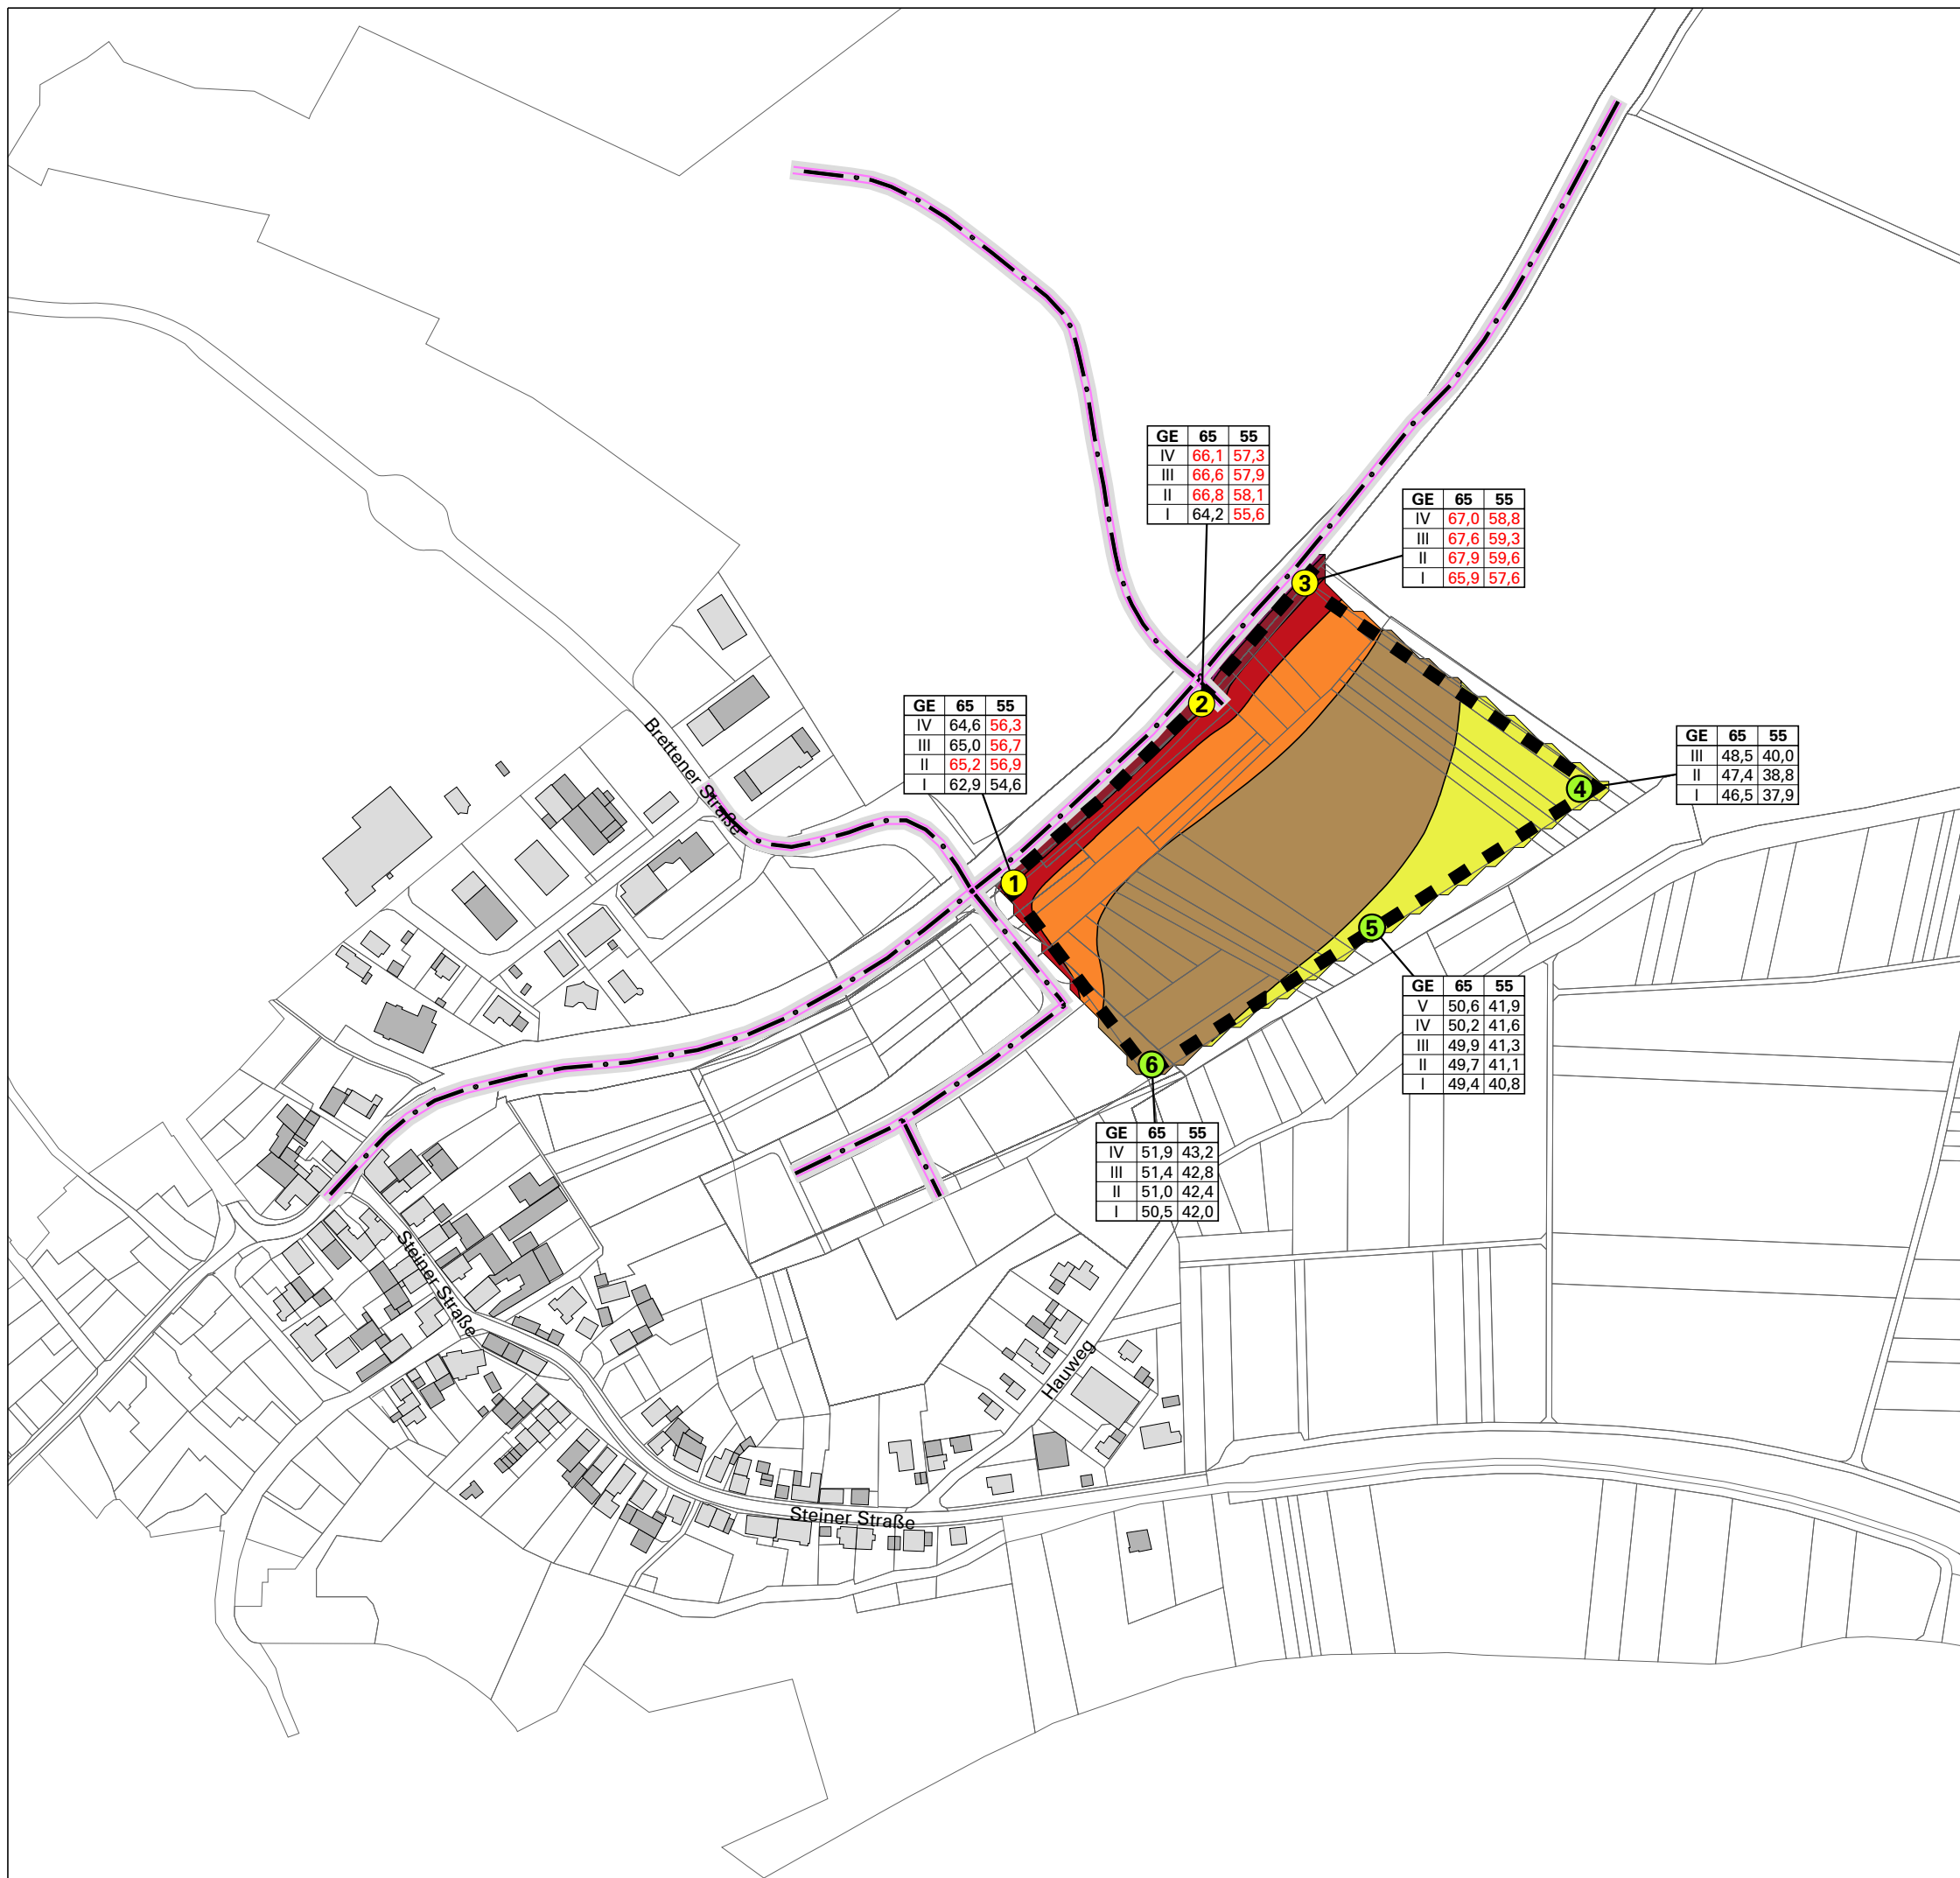 GE 65 55
IV 66,1 57,3
III 66,6 57,9
II 66,8 58,1
I 64,2 55,6
GE 65 55
IV 67,0 58,8
III 67,6 59,3
II 67,9 59,6
I 65,9 57,6
3
2
GE 65 55
IV 64,6 56,3
III 65,0 56,7
II 65,2 56,9
I 62,9 54,6
Brettener Straße
GE 65 55
III 48,5 40,0
II 47,4 38,8
I 46,5 37,9
4
1
5
GE 65 55
V 50,6 41,9
IV 50,2 41,6
III 49,9 41,3
II 49,7 41,1
I 49,4 40,8
6
GE 65 55
IV 51,9 43,2
III 51,4 42,8
II 51,0 42,4
I 50,5 42,0
Steiner Straße
Hauweg
Steiner Straße